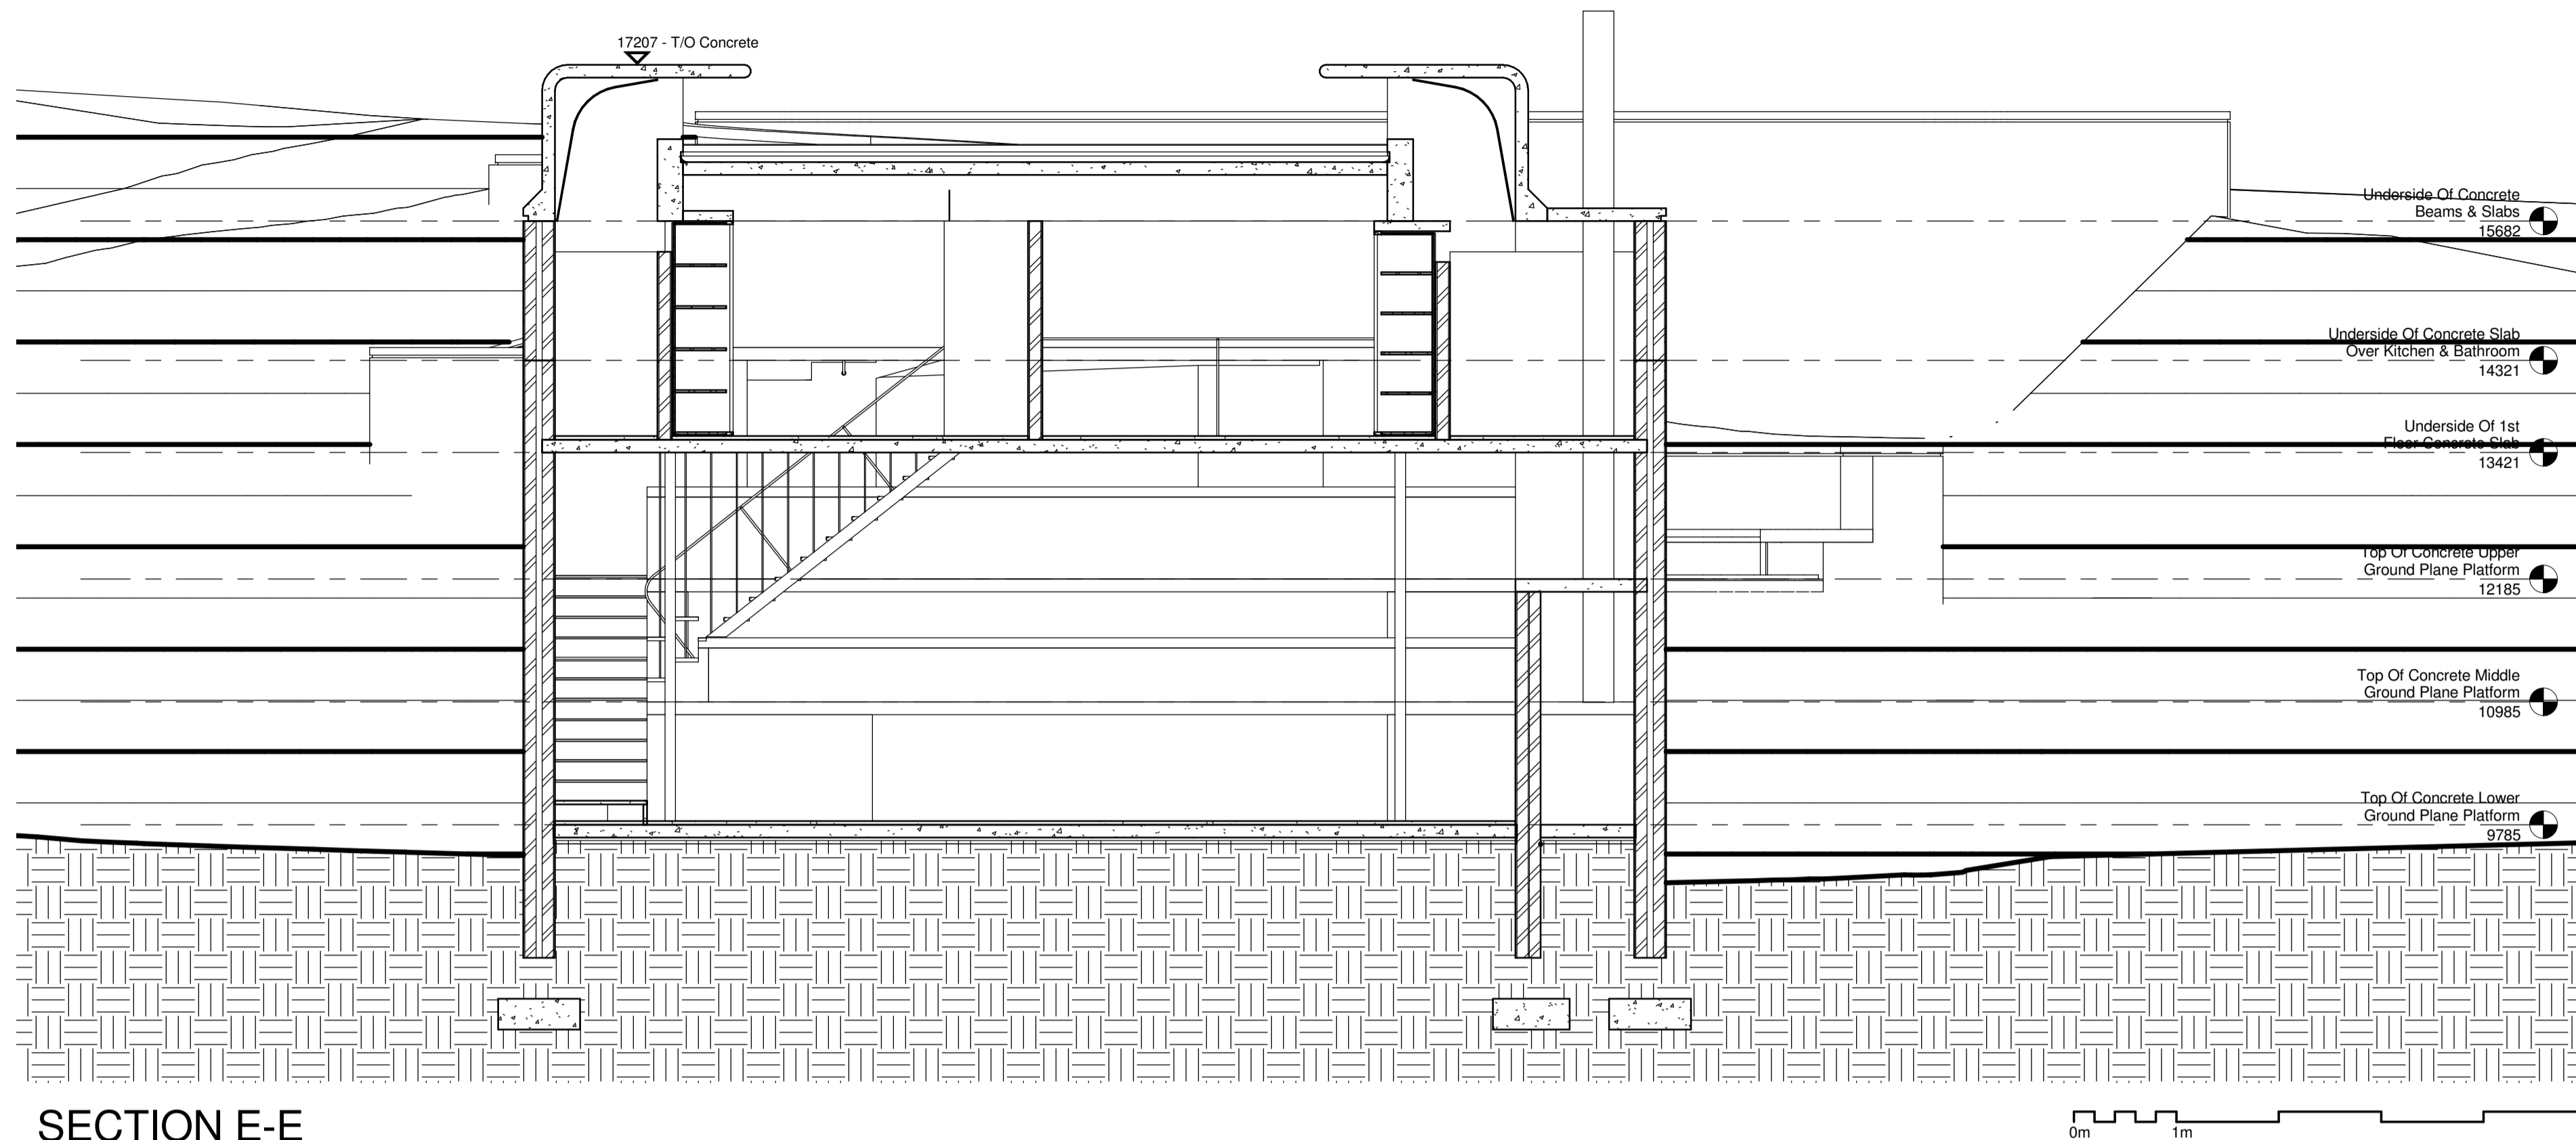 17207 - T/O Concrete
Underside Of Concrete
Beams & Slabs
15682
Underside Of Concrete Slab
Over Kitchen & Bathroom
14321
Underside Of 1st
Floor Concrete Slab
13421
Top Of Concrete Upper
Ground Plane Platform
12185
Top Of Concrete Middle
Ground Plane Platform
10985
Top Of Concrete Lower
Ground Plane Platform
9785
SECTION E-E
0m
1m